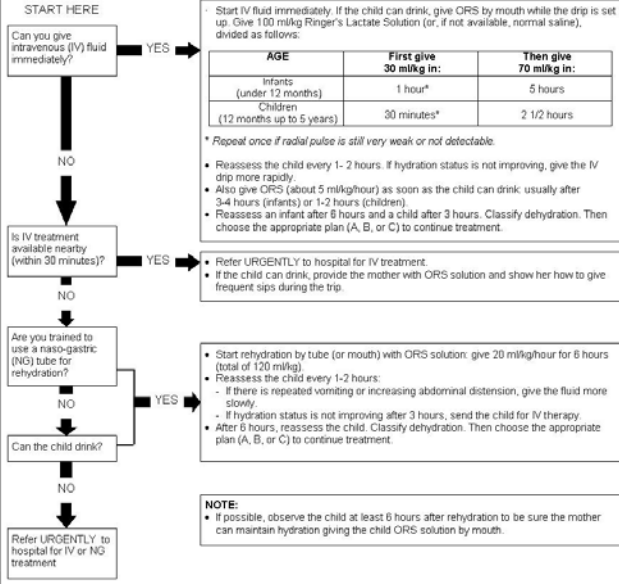 START HERE
Can you give
intravenous (IV) fluid
immediately?
YES
· Start IV fluid immediately. If the child can drink, give ORS by mouth while the drip is set
up. Give 100 ml/kg Ringer's Lactate Solution (or, if not available, normal saline),
divided as follows:
AGE
First give
30 ml/kg in:
Then give
70 ml/kg in:
Infants
(under 12 months)
1 hour*
5 hours
Children
(12 months up to 5 years)
30 minutes*
2 1/2 hours
* Repeat once if radial pulse is still very weak or not detectable.
• Reassess the child every 1- 2 hours. If hydration status is not improving, give the IV
drip more rapidly.
• Also give ORS (about 5 ml/kg/hour) as soon as the child can drink: usually after
3-4 hours (infants) or 1-2 hours (children).
• Reassess an infant after 6 hours and a child after 3 hours. Classify dehydration. Then
choose the appropriate plan (A, B, or C) to continue treatment.
NO
Is IV treatment
available nearby
(within 30 minutes)?
YES
• Refer URGENTLY to hospital for IV treatment.
• If the child can drink, provide the mother with ORS solution and show her how to give
frequent sips during the trip.
NO
Are you trained to
use a naso-gastric
(NG) tube for
rehydration?
NO
Can the child drink?
YES
• Start rehydration by tube (or mouth) with ORS solution: give 20 ml/kg/hour for 6 hours
(total of 120 ml/kg).
• Reassess the child every 1-2 hours:
- If there is repeated vomiting or increasing abdominal distension, give the fluid more
slowly.
- If hydration status is not improving after 3 hours, send the child for IV therapy.
• After 6 hours, reassess the child. Classify dehydration. Then choose the appropriate
plan (A, B, or C) to continue treatment.
NO
Refer URGENTLY to
hospital for IV or NG
treatment
NOTE:
• If possible, observe the child at least 6 hours after rehydration to be sure the mother
can maintain hydration giving the child ORS solution by mouth.